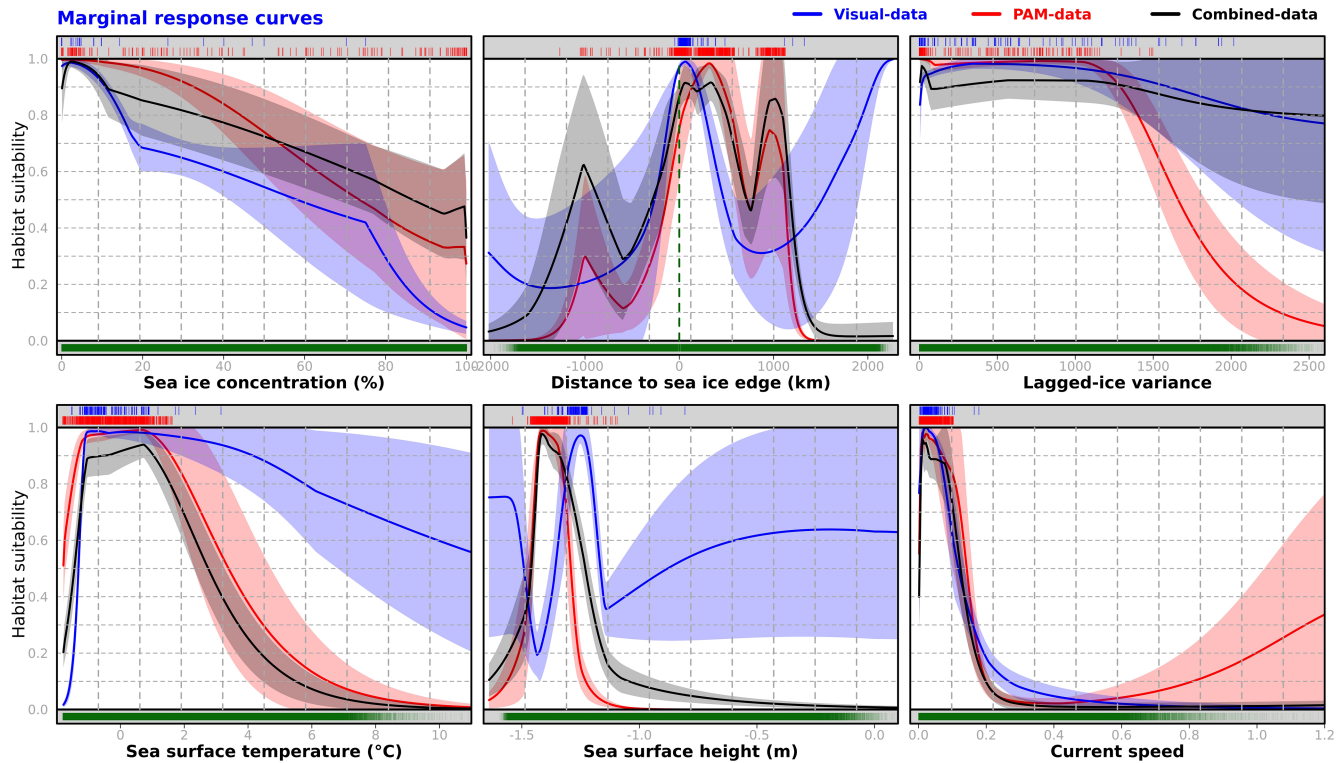 Marginal response curves
Visual-data PAM-data Combined-data
Habitat suitability
1.0
0.8
0.6
0.4
0.2
0.0
0 20 40 60 80 100
Sea ice concentration (%)
-2000 -1000 0 1000 2000
Distance to sea ice edge (km)
0 500 1000 1500 2000 2500
Lagged-ice variance
Habitat suitability
1.0
0.8
0.6
0.4
0.2
0.0
0 2 4 6 8 10
Sea surface temperature (°C)
-1.5 -1.0 -0.5 0.0
Sea surface height (m)
0.0 0.2 0.4 0.6 0.8 1.0 1.2
Current speed